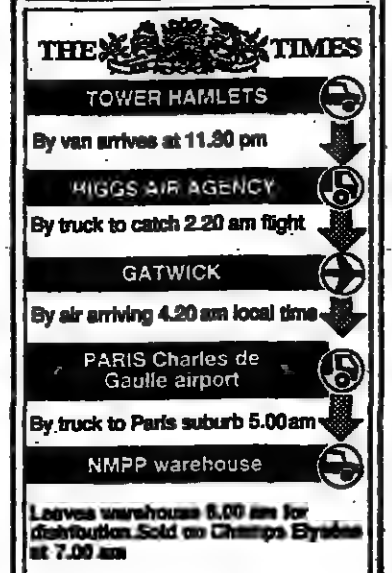 THE TIMES
TOWER HAMLETS
By van arrives at 11.30 pm
HIGGS AIR AGENCY
By truck to catch 2.20 am flight
GATWICK
By air arriving 4.20 am local time
PARIS Charles de
Gaulle airport
By truck to Paris suburb 5.00am
NMPP warehouse
Leaves warehouse 6.00 am for
distribution.Sold on Champs Elysées
at 7.00 am